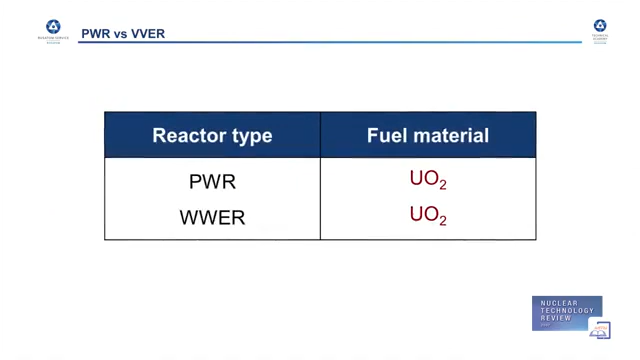 PWR vs VVER
Reactor type
Fuel material
PWR
UO₂
WWER
UO₂
NUCLEAR
TECHNOLOGY
REVIEW